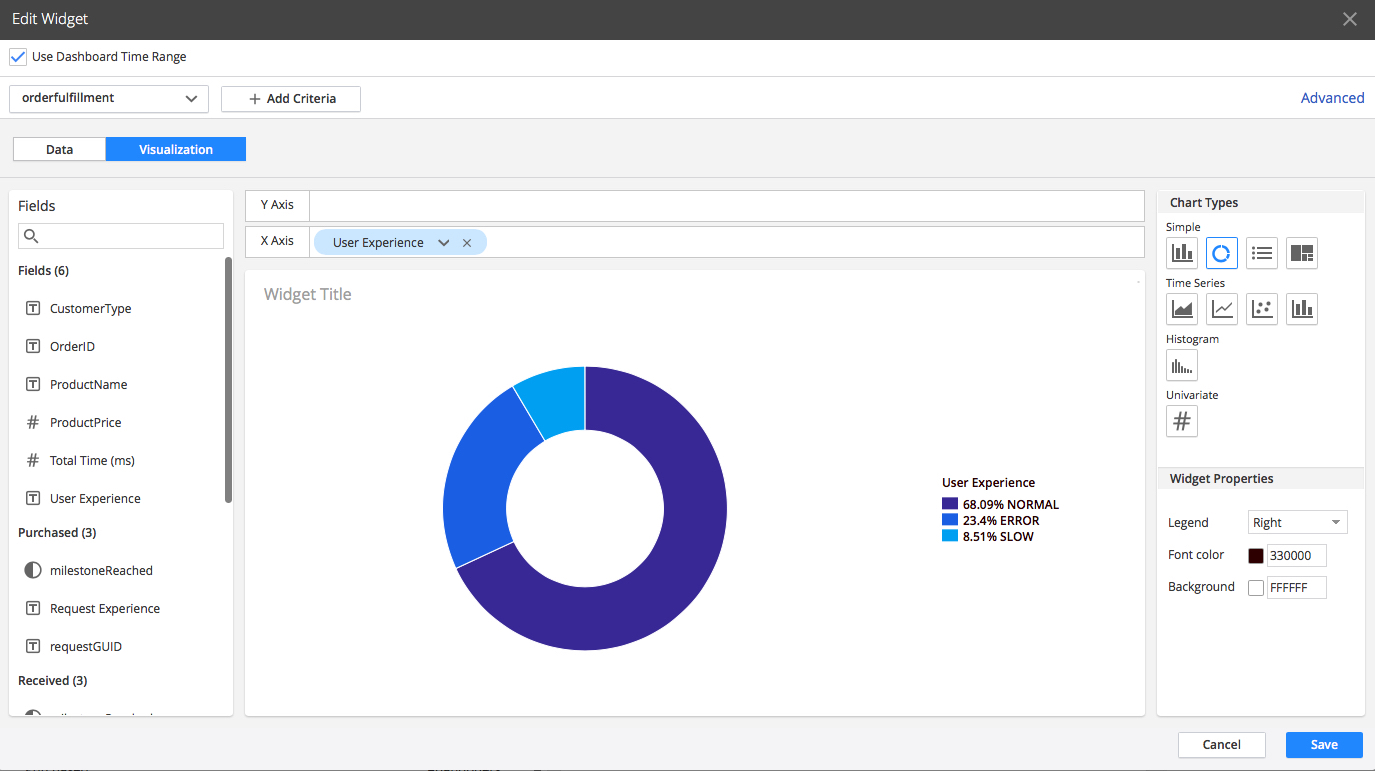 Edit Widget
Use Dashboard Time Range
orderfulfillment
Add Criteria
Advanced
Data
Visualization
Fields
Fields (6)
CustomerType
OrderID
ProductName
ProductPrice
Total Time (ms)
User Experience
Purchased (3)
milestoneReached
Request Experience
requestGUID
Received (3)
Y Axis
X Axis
User Experience
Widget Title
User Experience
68.09% NORMAL
23.4% ERROR
8.51% SLOW
Chart Types
Simple
Time Series
Histogram
Univariate
Widget Properties
Legend
Right
Font color
330000
Background
FFFFFF
Cancel
Save